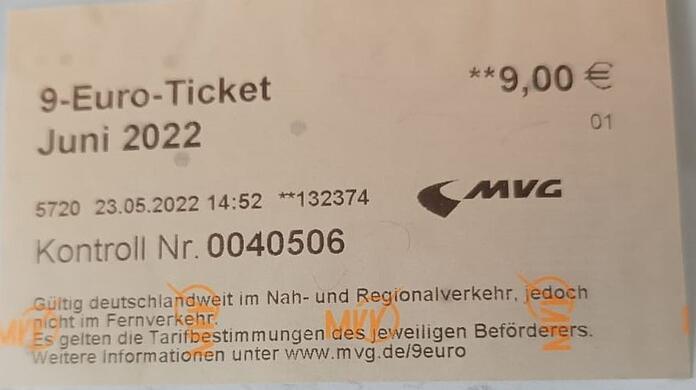 9-Euro-Ticket **9,00 €
Juni 2022 01
5720 23.05.2022 14:52 **132374 MVG
Kontroll Nr. 0040506
Gültig deutschlandweit im Nah- und Regionalverkehr, jedoch
nicht im Fernverkehr.
Es gelten die Tarifbestimmungen des jeweiligen Beförderers.
Weitere Informationen unter www.mvg.de/9euro
MVV